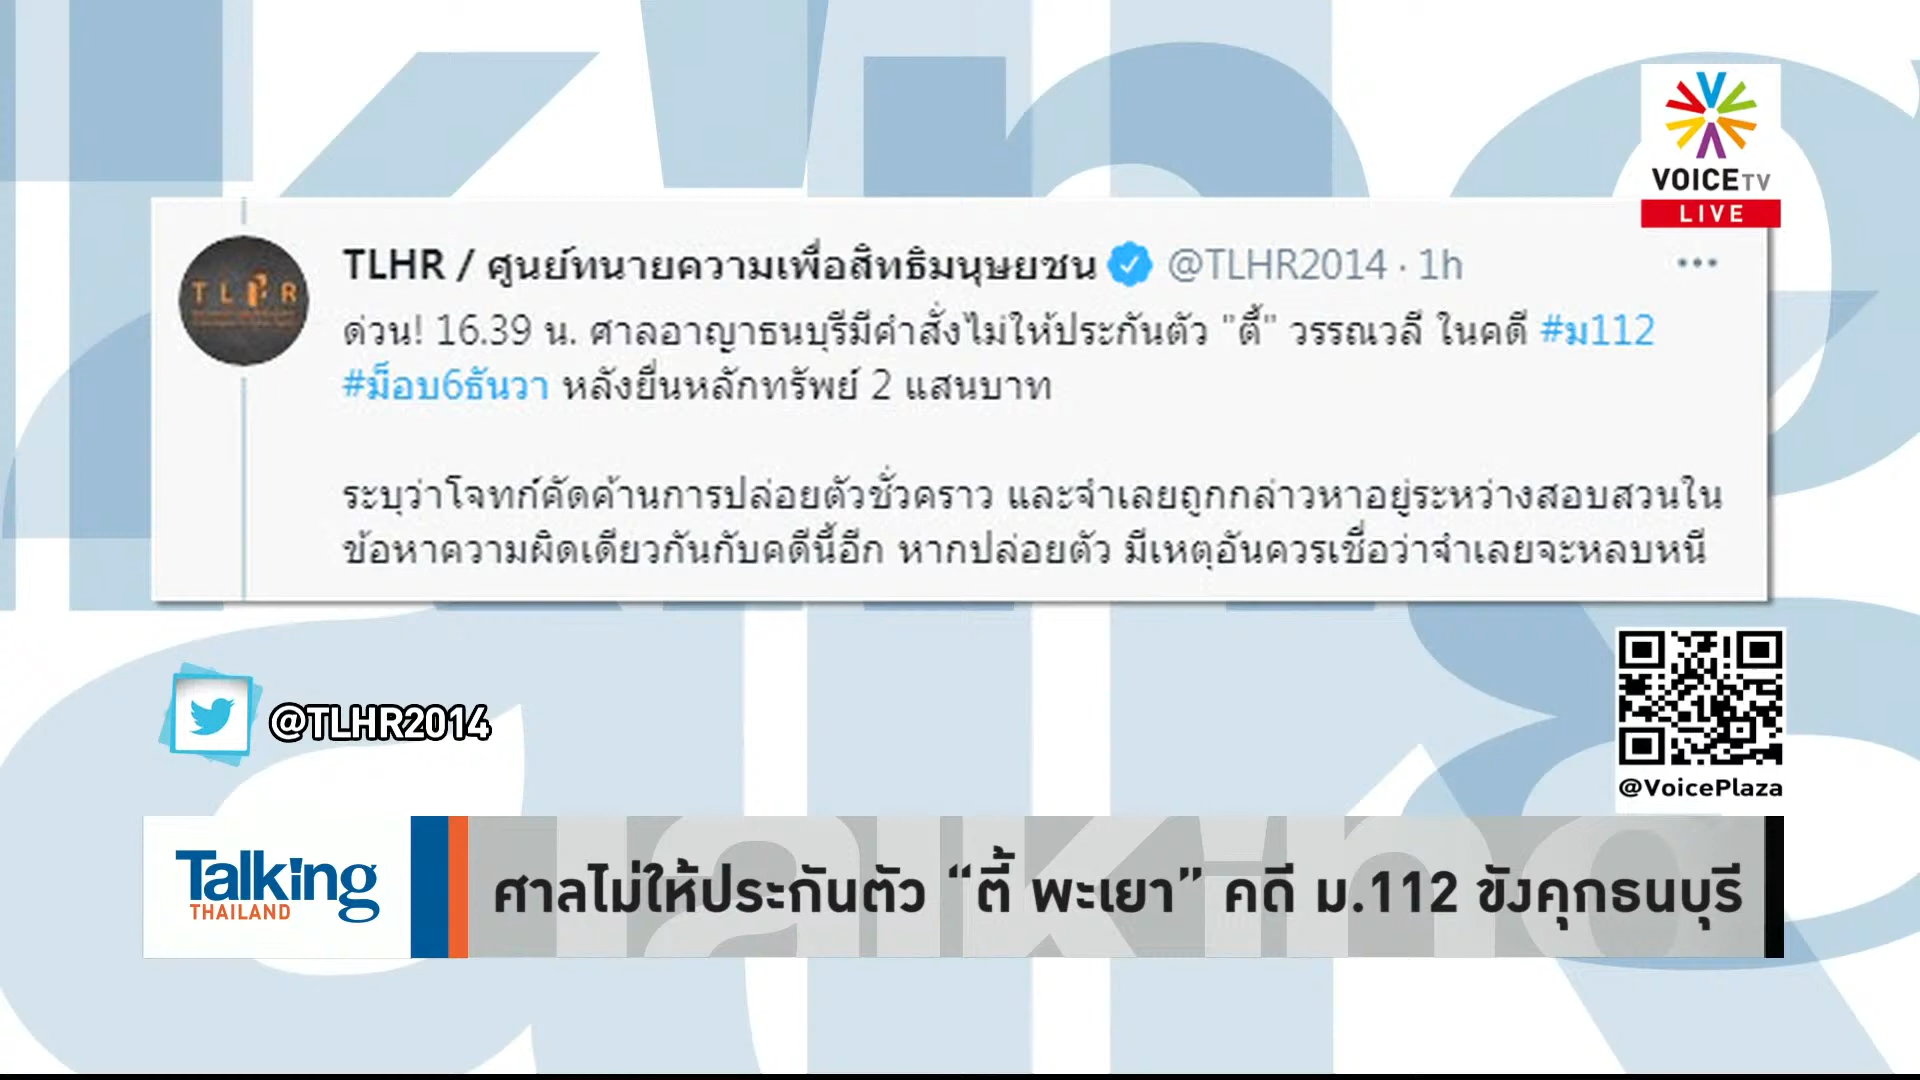 VOICE TV
LIVE
TLHR
TLHR / ศูนย์ทนายความเพื่อสิทธิมนุษยชน @TLHR2014 · 1h
ด่วน! 16.39 น. ศาลอาญาธนบุรีมีคำสั่งไม่ให้ประกันตัว "ตี้" วรรณวลี ในคดี #ม112
#ม็อบ6ธันวา หลังยื่นหลักทรัพย์ 2 แสนบาท
ระบุว่าโจทก์คัดค้านการปล่อยตัวชั่วคราว และจำเลยถูกกล่าวหาอยู่ระหว่างสอบสวนใน
ข้อหาความผิดเดียวกันกับคดีนี้อีก หากปล่อยตัว มีเหตุอันควรเชื่อว่าจำเลยจะหลบหนี
@TLHR2014
@VoicePlaza
Talking
THAILAND
ศาลไม่ให้ประกันตัว “ตี้ พะเยา” คดี ม.112 ขังคุกธนบุรี